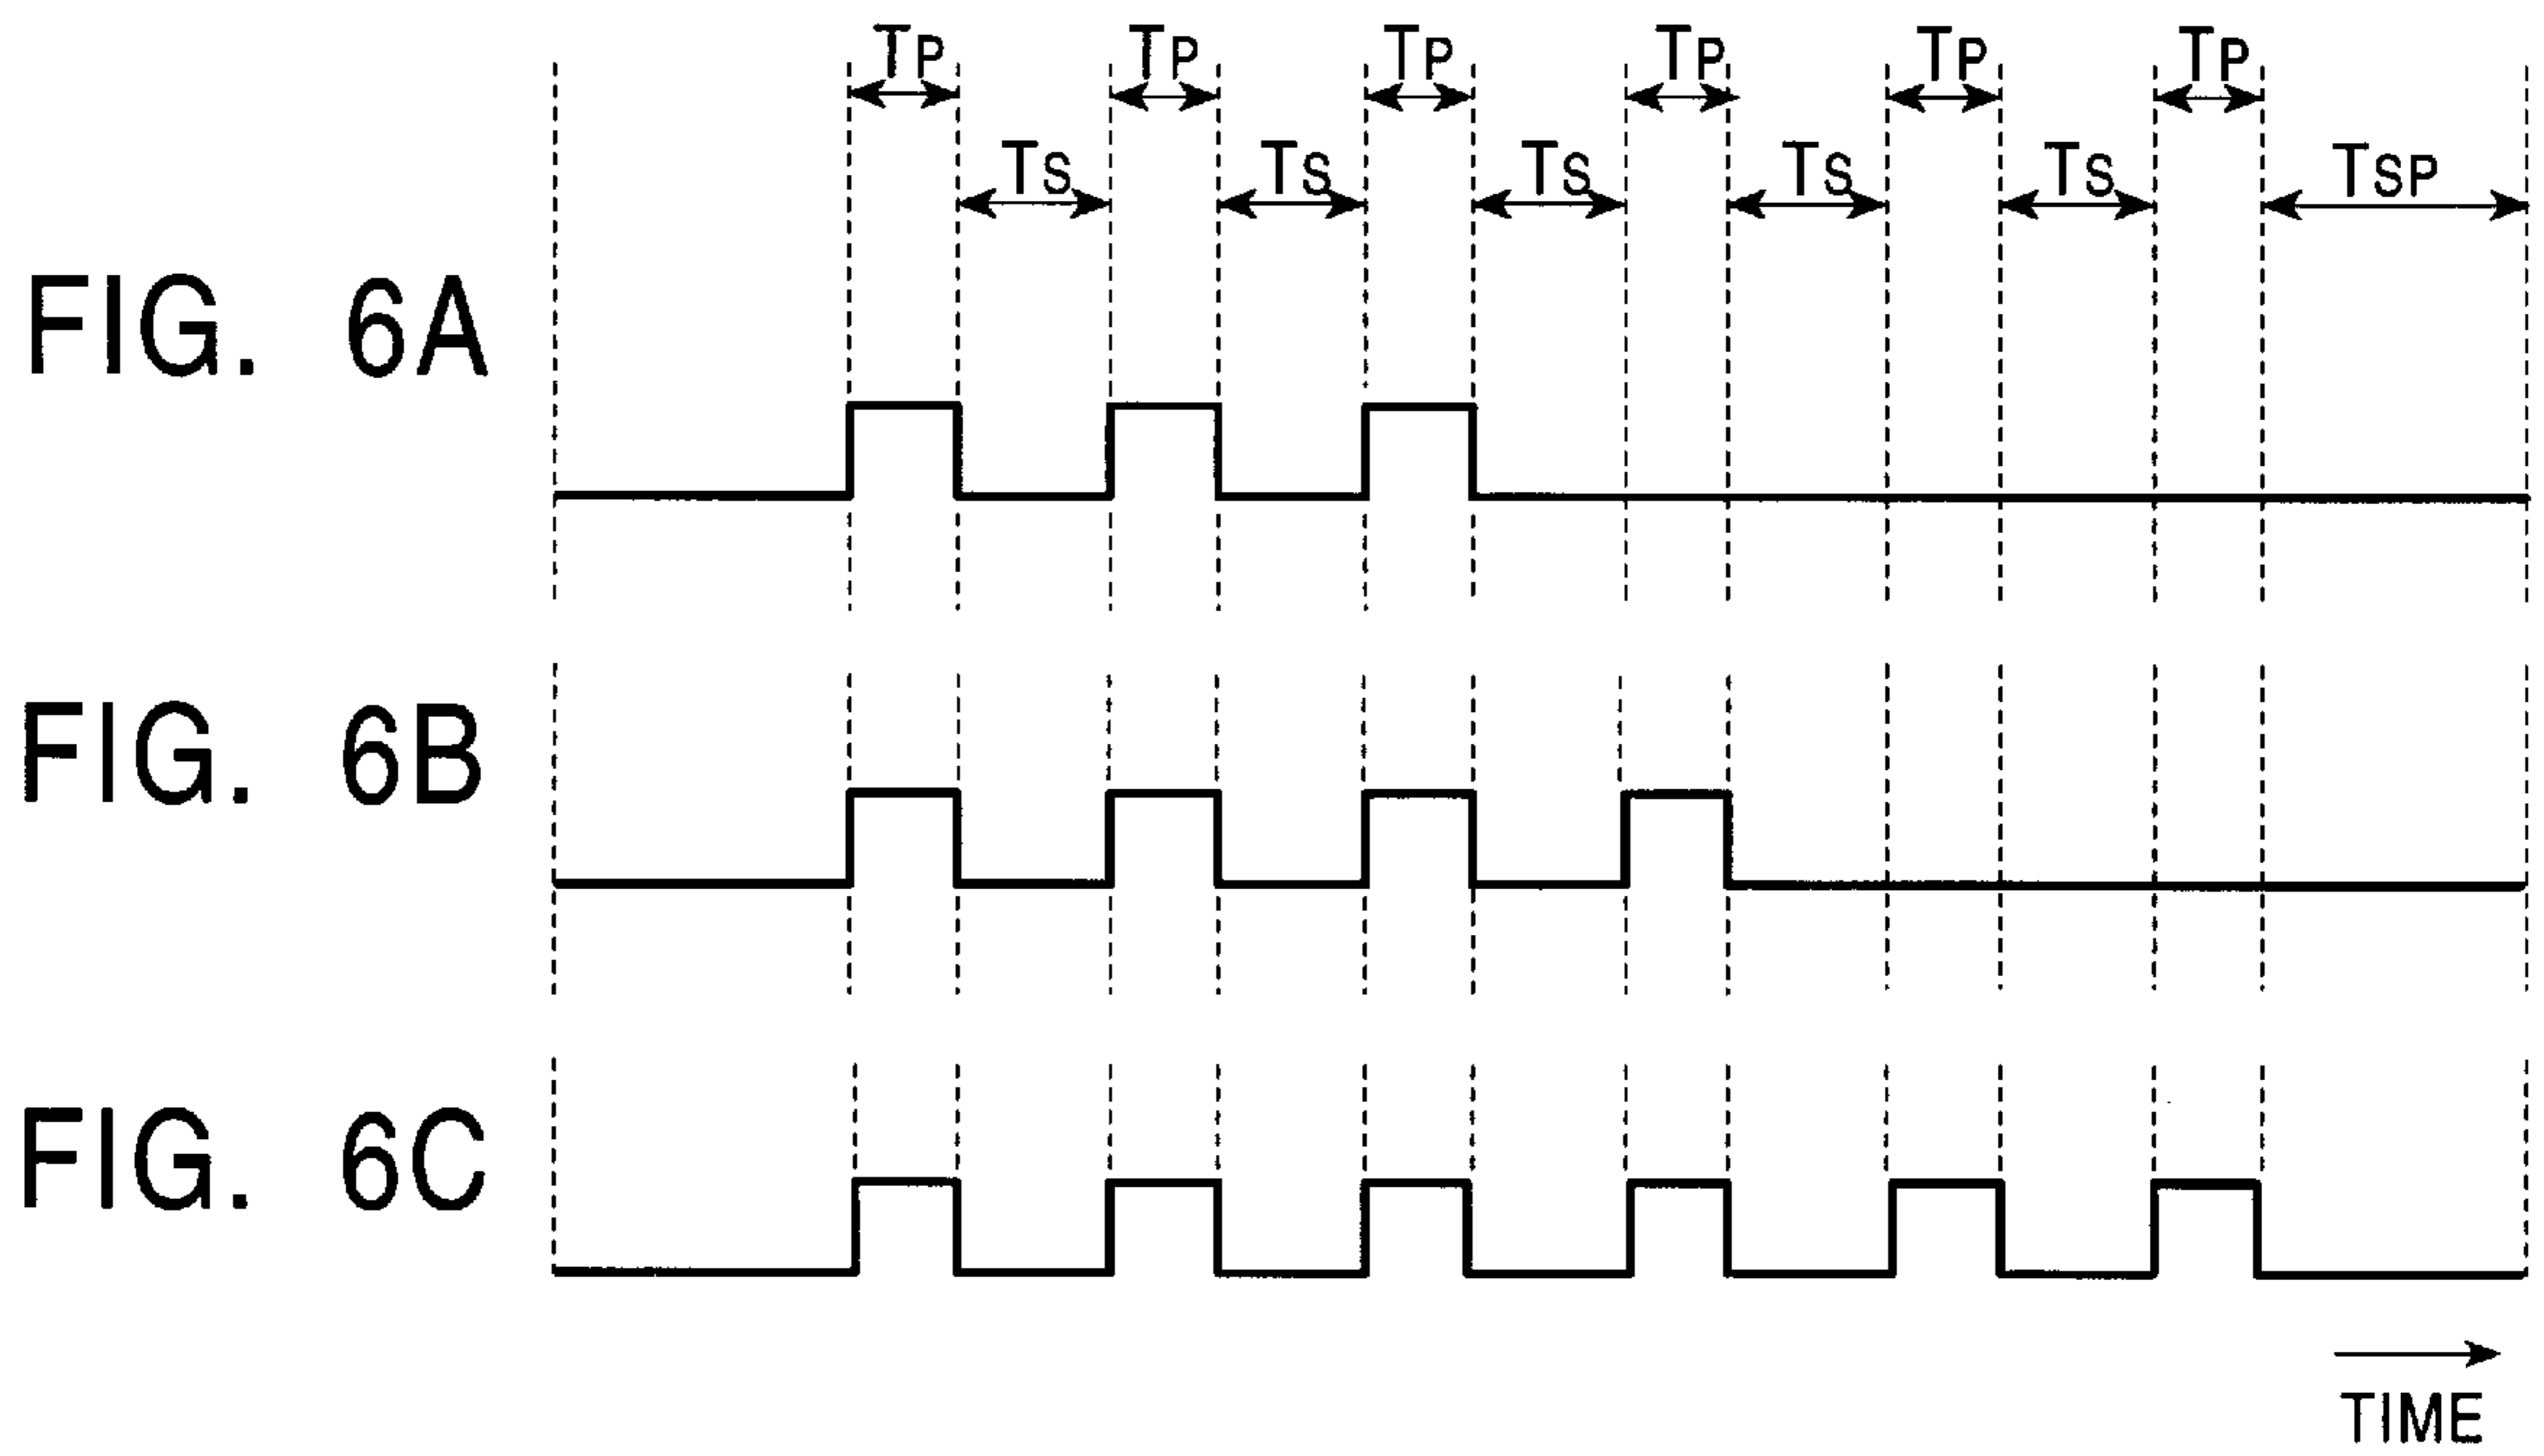 TP TP TP TP TP TP
TS TS TS TS TS TSP
FIG. 6A
FIG. 6B
FIG. 6C
TIME